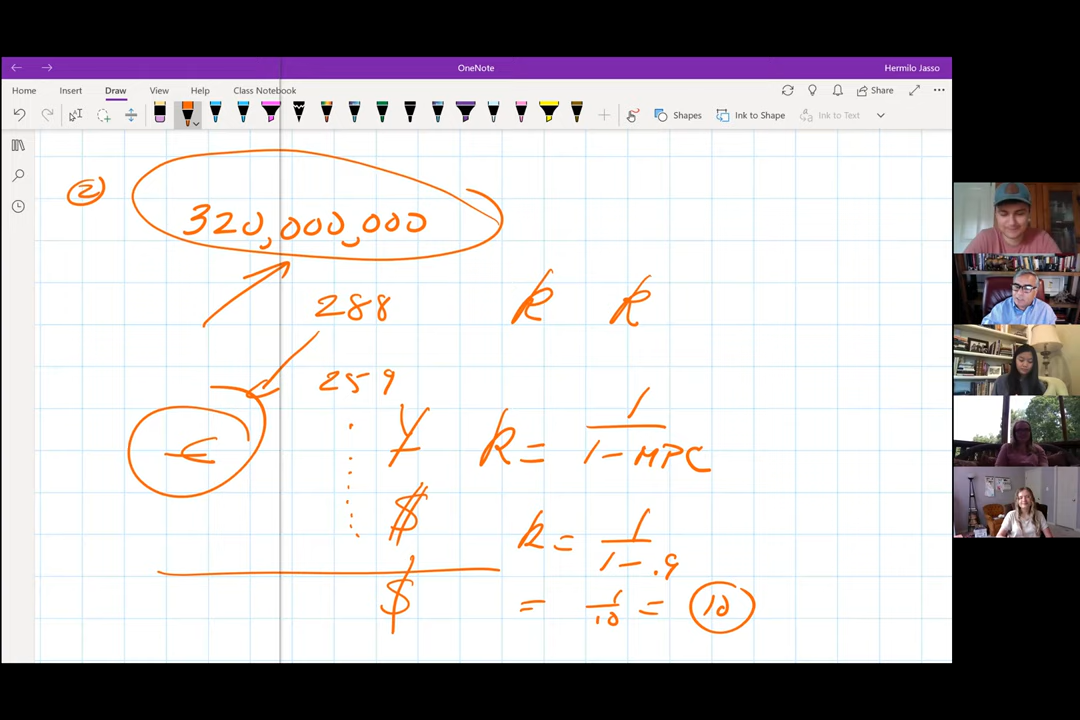 OneNote
Hermilo Jasso
Home Insert Draw View Help Class Notebook
Share
Shapes Ink to Shape Ink to Text
②
320,000,000
288 k k
259
€ Y k = 1 / 1 - MPC
$ k = 1 / 1 - .9
$ = 1 / .10 = 10